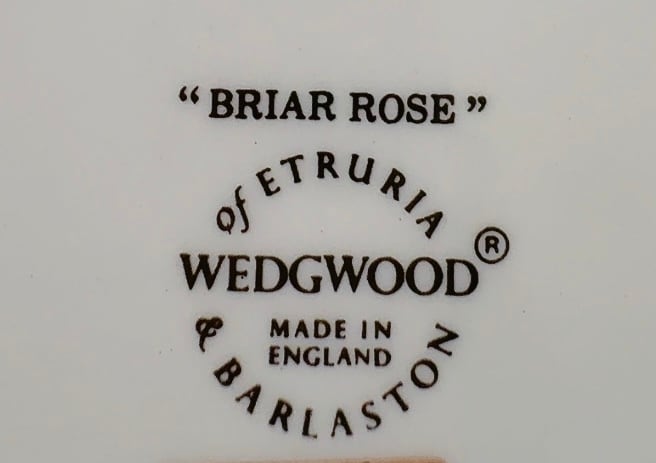 “BRIAR ROSE”
of ETRURIA
WEDGWOOD®
MADE IN
ENGLAND
& BARLASTON